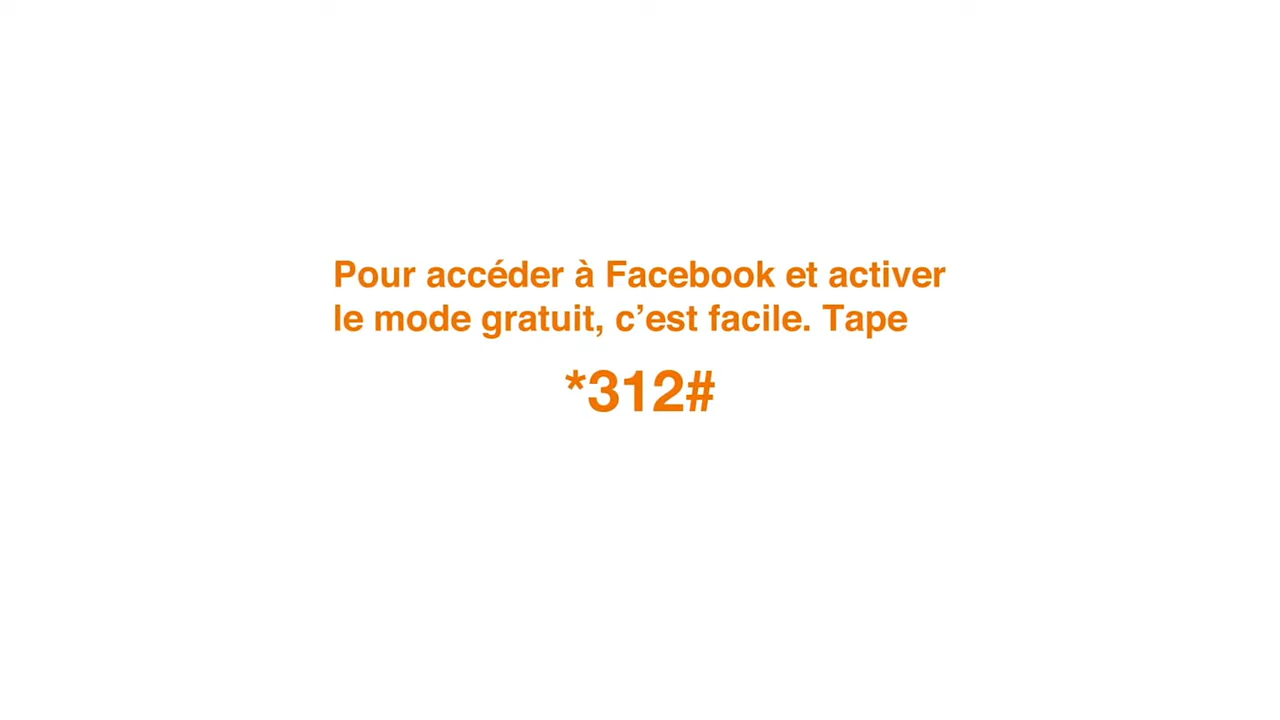 Pour accéder à Facebook et activer
le mode gratuit, c’est facile. Tape
*312#